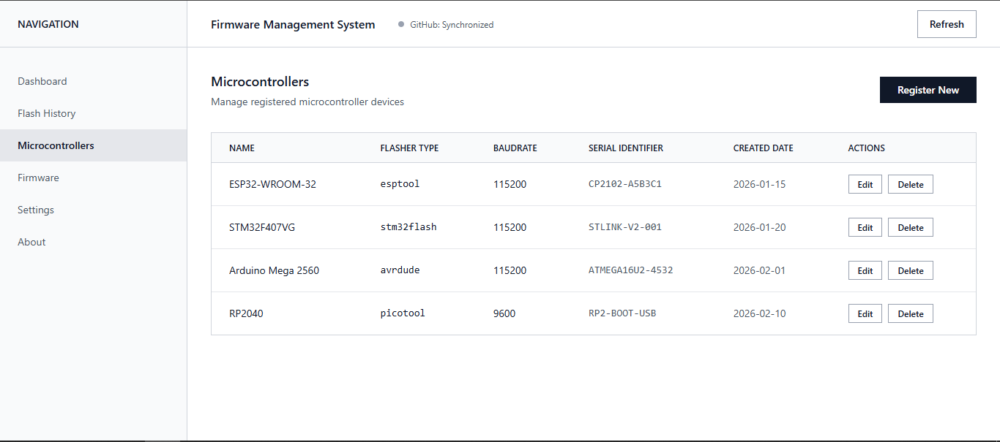 NAVIGATION
Firmware Management System
GitHub: Synchronized
Refresh
Dashboard
Flash History
Microcontrollers
Firmware
Settings
About
Microcontrollers
Manage registered microcontroller devices
Register New
NAME FLASHER TYPE BAUDRATE SERIAL IDENTIFIER CREATED DATE ACTIONS
ESP32-WROOM-32 esptool 115200 CP2102-A5B3C1 2026-01-15 Edit Delete
STM32F407VG stm32flash 115200 STLINK-V2-001 2026-01-20 Edit Delete
Arduino Mega 2560 avrdude 115200 ATMEGA16U2-4532 2026-02-01 Edit Delete
RP2040 picotool 9600 RP2-BOOT-USB 2026-02-10 Edit Delete